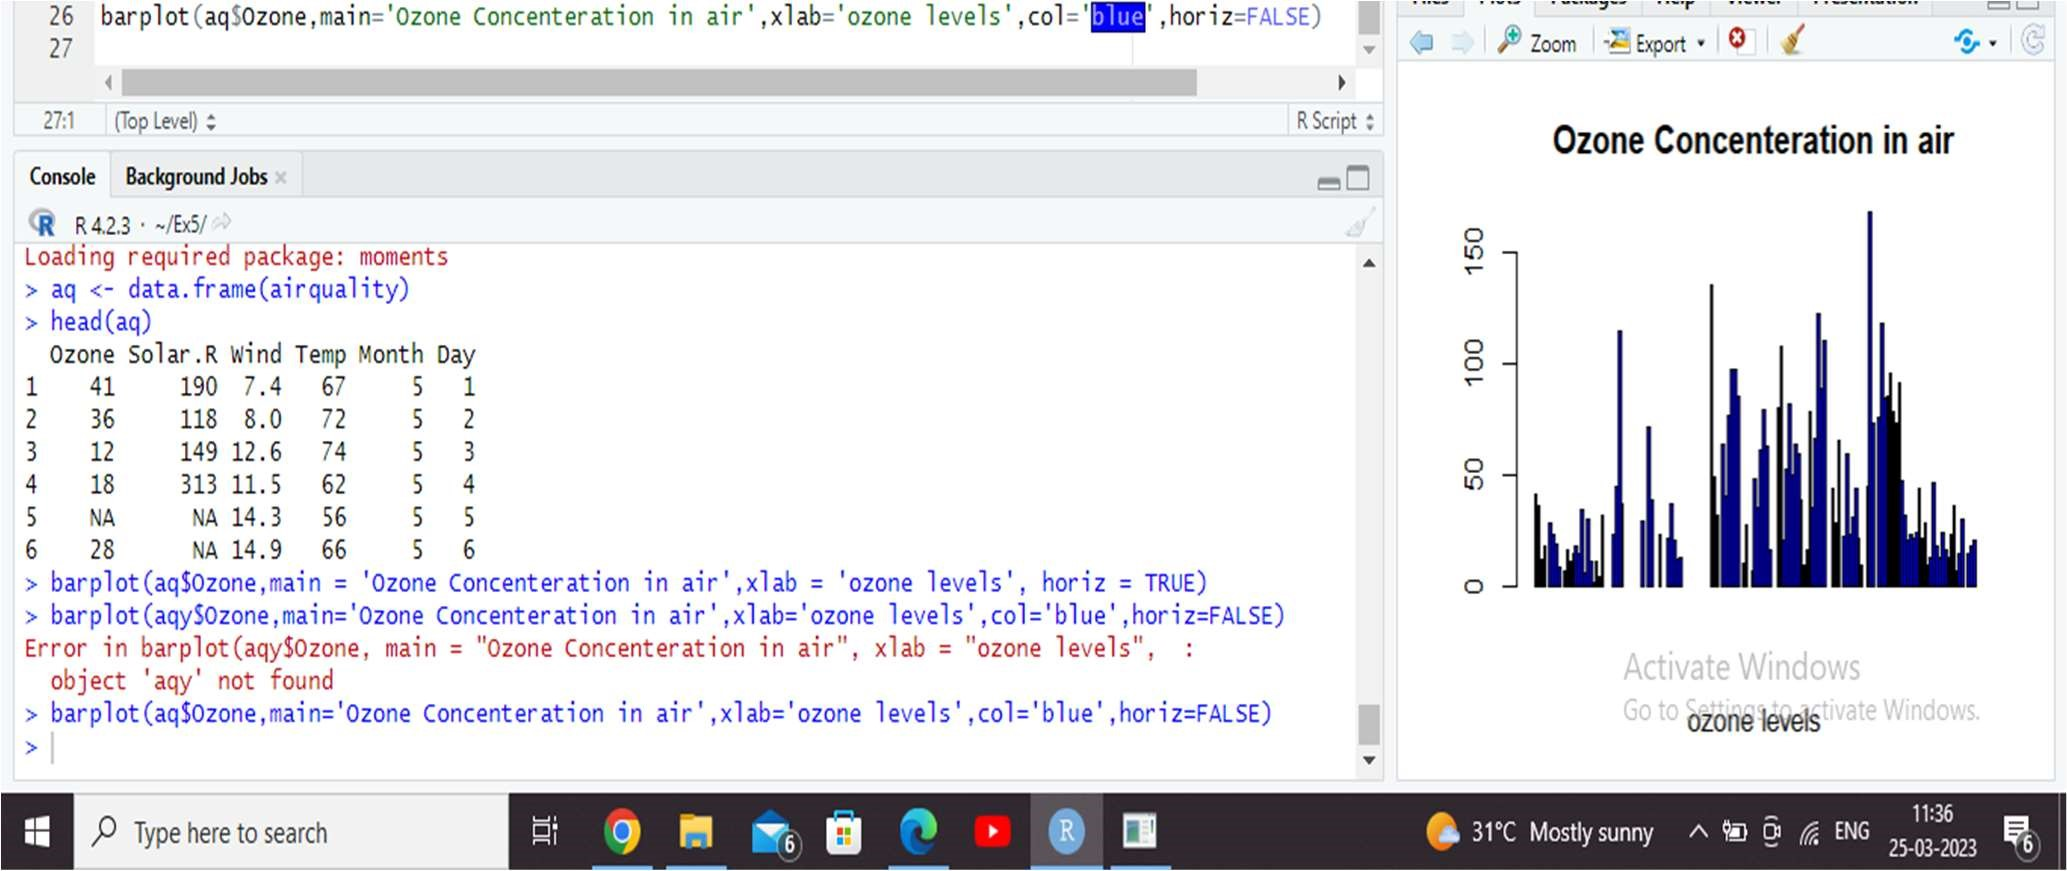 26 barplot(aq$Ozone,main='Ozone Concenteration in air',xlab='ozone levels',col='blue',horiz=FALSE)
27
27:1 (Top Level) R Script
Console Background Jobs
R 4.2.3 · ~/Ex5/
Loading required package: moments
> aq <- data.frame(airquality)
> head(aq)
Ozone Solar.R Wind Temp Month Day
1 41 190 7.4 67 5 1
2 36 118 8.0 72 5 2
3 12 149 12.6 74 5 3
4 18 313 11.5 62 5 4
5 NA NA 14.3 56 5 5
6 28 NA 14.9 66 5 6
> barplot(aq$Ozone,main = 'Ozone Concenteration in air',xlab = 'ozone levels', horiz = TRUE)
> barplot(aqy$Ozone,main='Ozone Concenteration in air',xlab='ozone levels',col='blue',horiz=FALSE)
Error in barplot(aqy$Ozone, main = "Ozone Concenteration in air", xlab = "ozone levels",  :
object 'aqy' not found
> barplot(aq$Ozone,main='Ozone Concenteration in air',xlab='ozone levels',col='blue',horiz=FALSE)
>
Files Plots Packages Help Viewer Presentation
Zoom Export
Ozone Concenteration in air
150
100
50
0
Activate Windows
Go to Settings to activate Windows.
ozone levels
Type here to search
6
R
31°C Mostly sunny
ENG
11:36
25-03-2023
6